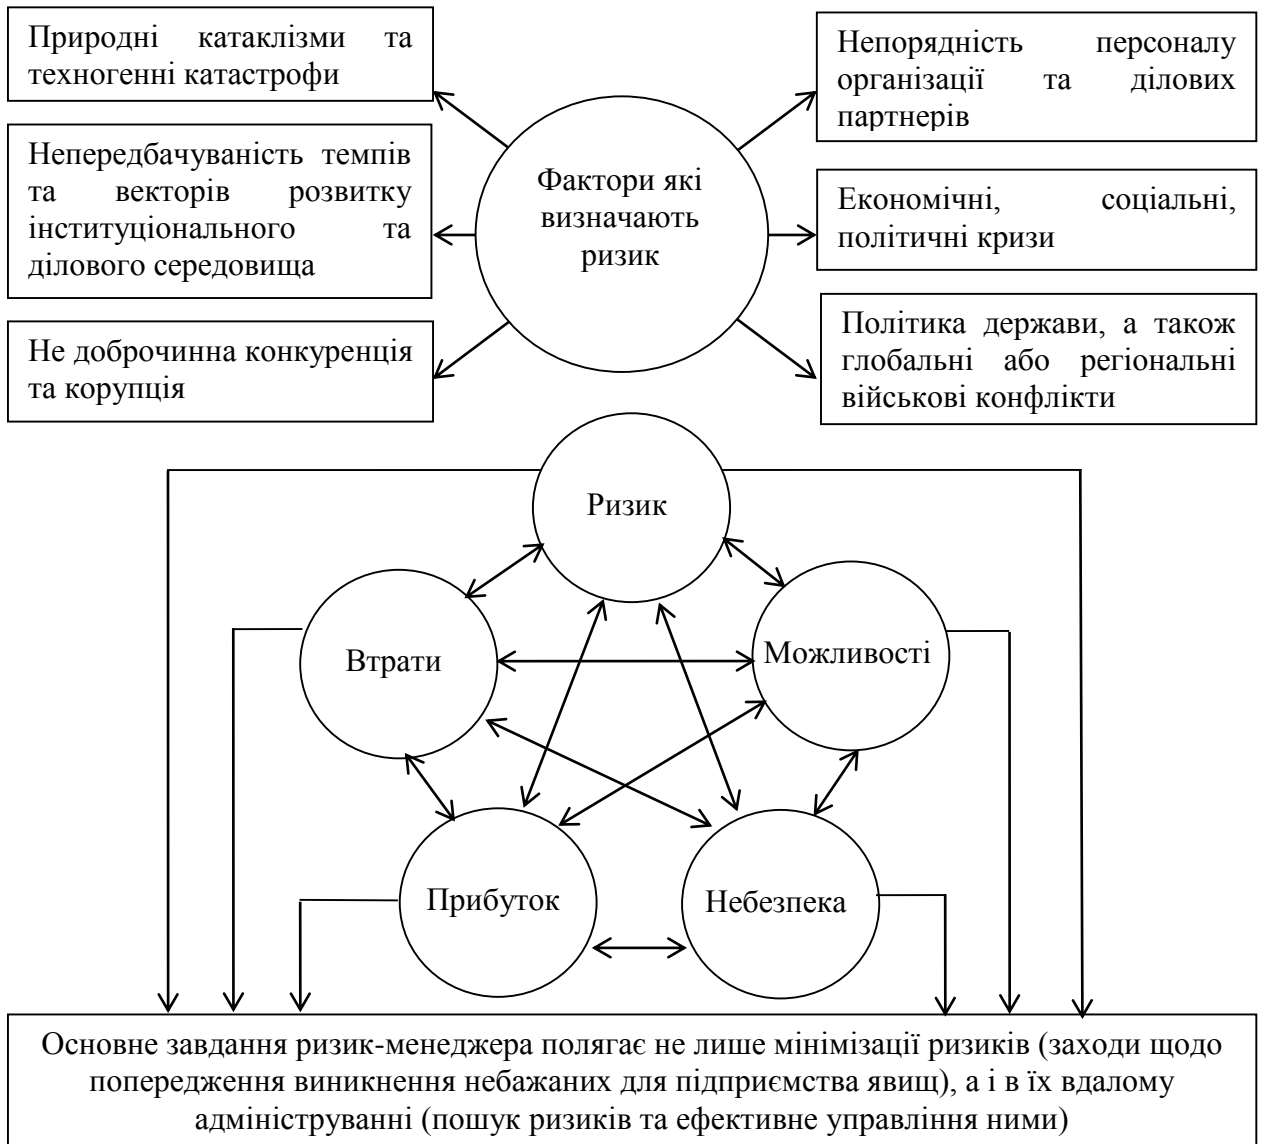 Природні катаклізми та
техногенні катастрофи
Непередбачуваність темпів
та векторів розвитку
інституціонального та
ділового середовища
Не доброчинна конкуренція
та корупція
Фактори які
визначають
ризик
Непорядність персоналу
організації та ділових
партнерів
Економічні, соціальні,
політичні кризи
Політика держави, а також
глобальні або регіональні
військові конфлікти
Ризик
Втрати
Можливості
Прибуток
Небезпека
Основне завдання ризик-менеджера полягає не лише мінімізації ризиків (заходи щодо
попередження виникнення небажаних для підприємства явищ), а і в їх вдалому
адмініструванні (пошук ризиків та ефективне управління ними)